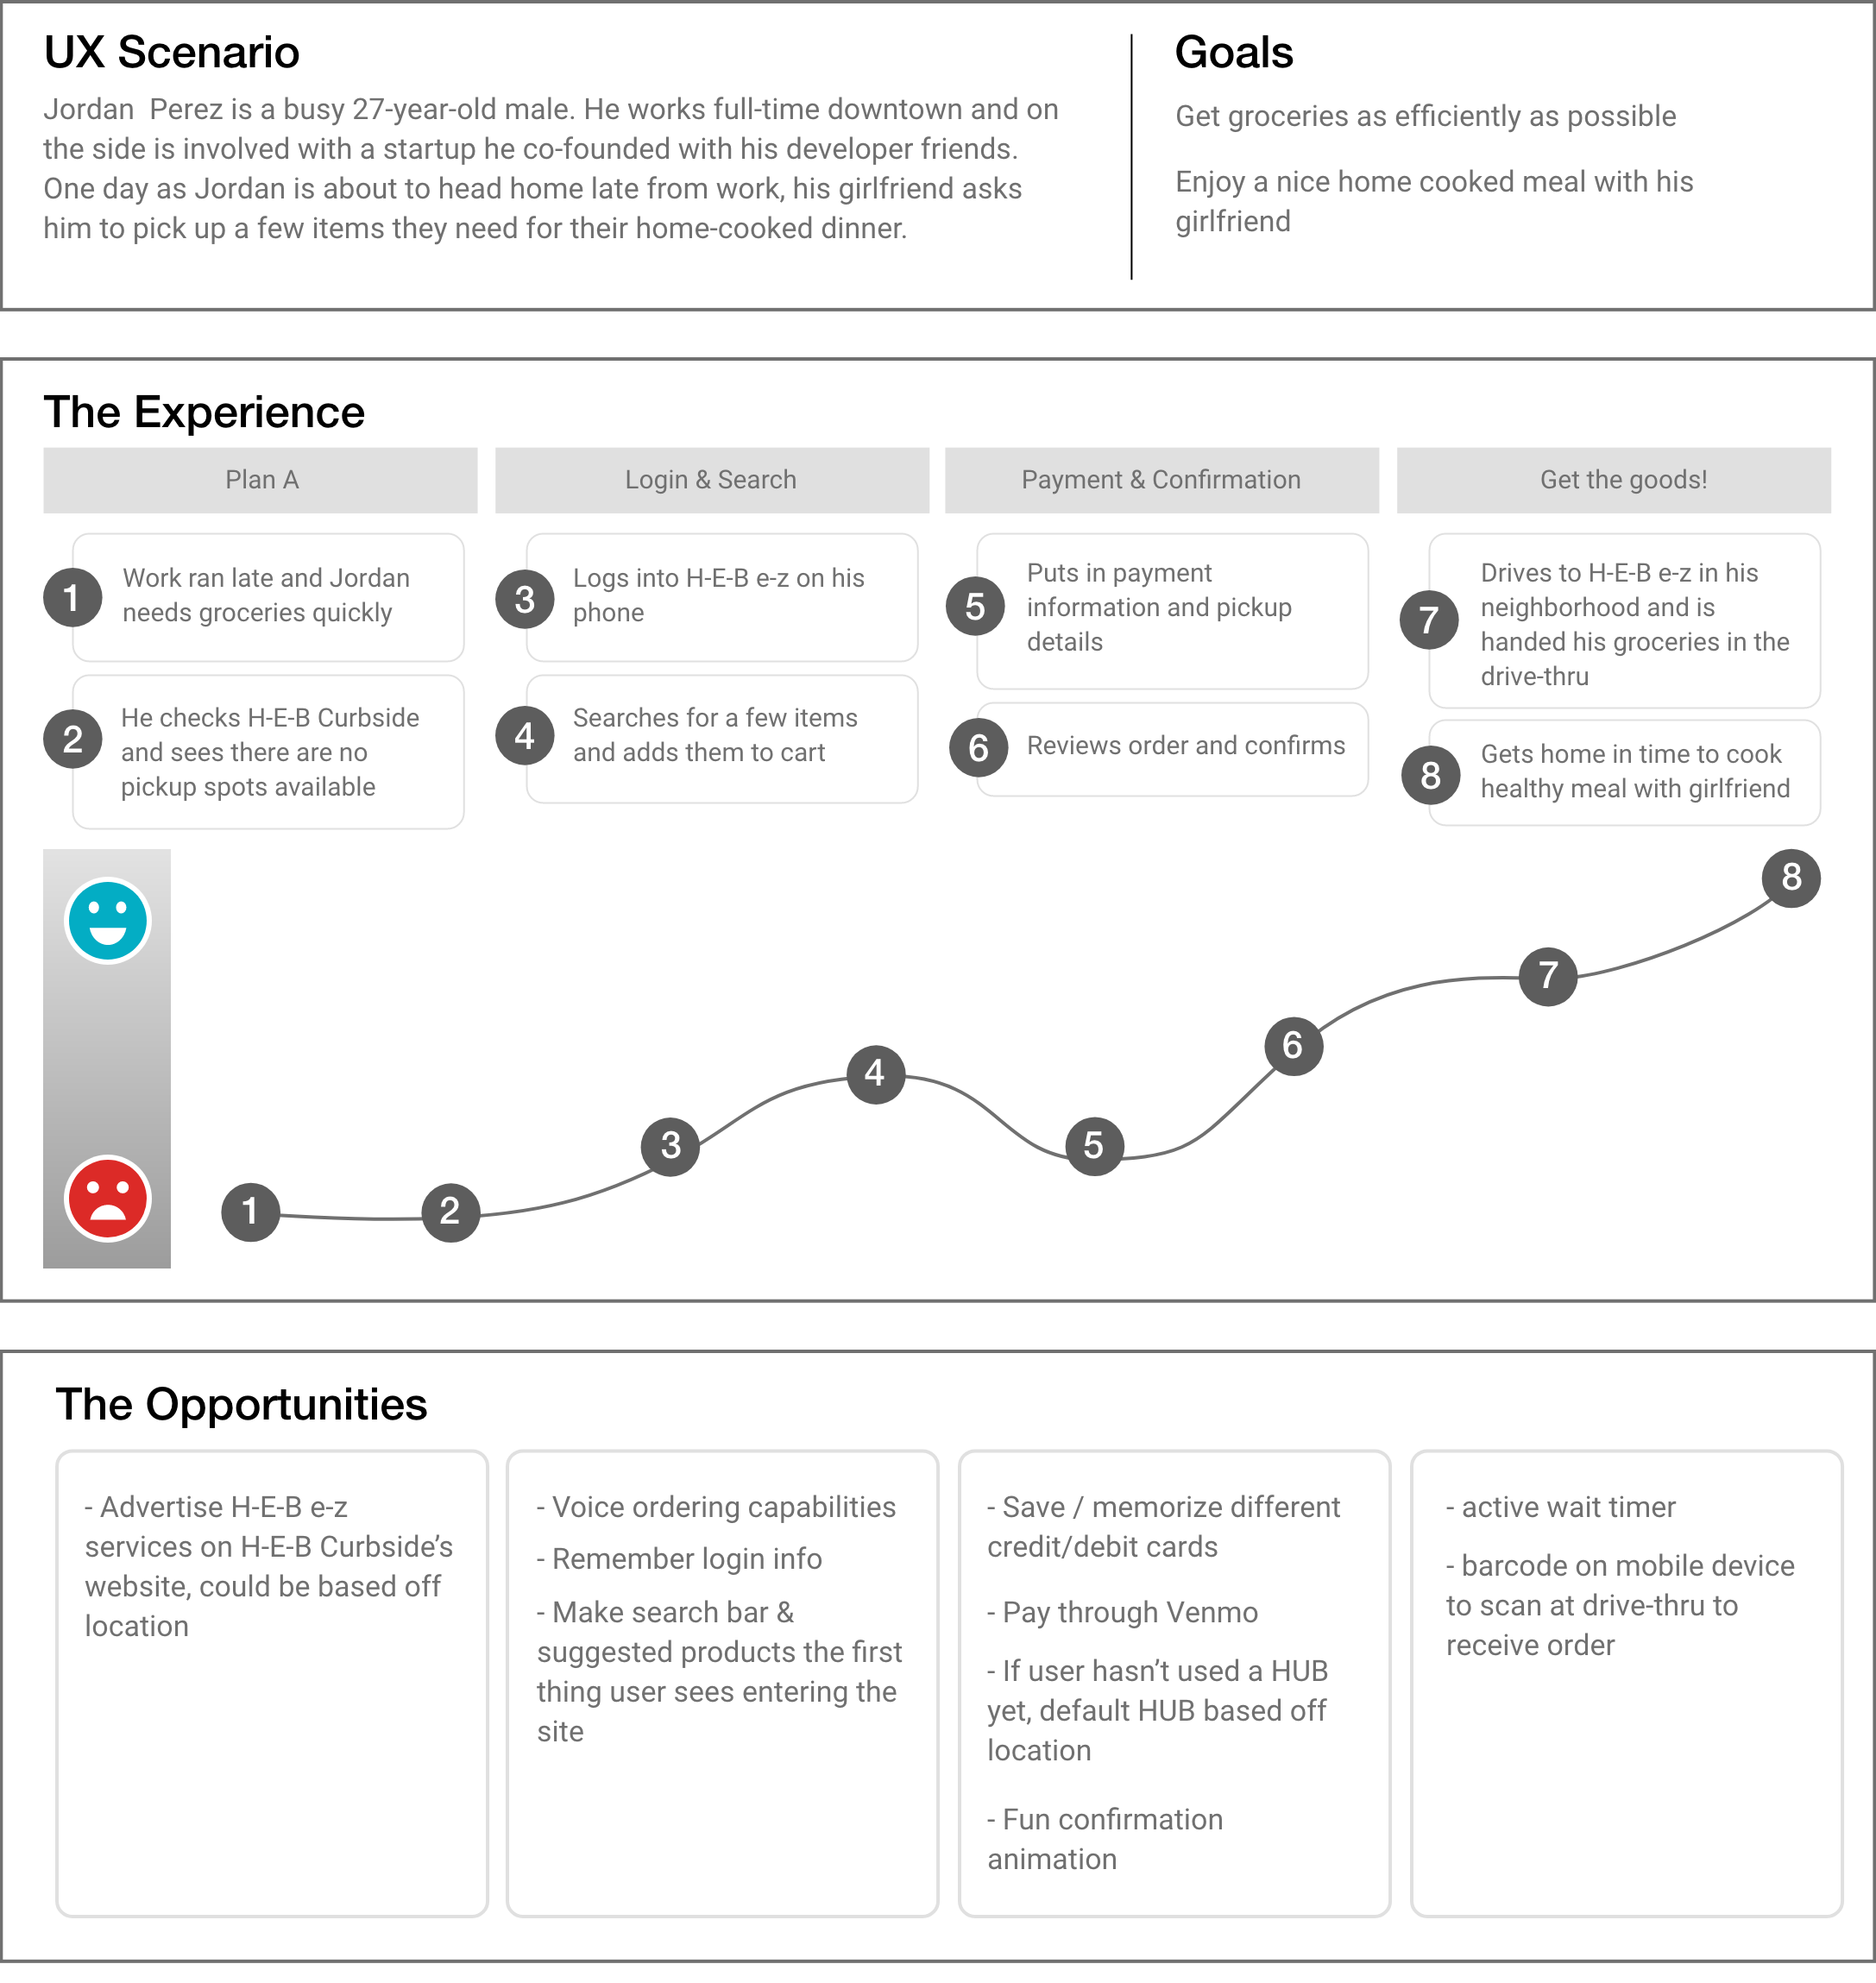 UX Scenario
Jordan  Perez is a busy 27-year-old male. He works full-time downtown and on
the side is involved with a startup he co-founded with his developer friends.
One day as Jordan is about to head home late from work, his girlfriend asks
him to pick up a few items they need for their home-cooked dinner.
Goals
Get groceries as efficiently as possible
Enjoy a nice home cooked meal with his
girlfriend
The Experience
Plan A
1
Work ran late and Jordan
needs groceries quickly
2
He checks H-E-B Curbside
and sees there are no
pickup spots available
Login & Search
3
Logs into H-E-B e-z on his
phone
4
Searches for a few items
and adds them to cart
Payment & Confirmation
5
Puts in payment
information and pickup
details
6
Reviews order and confirms
Get the goods!
7
Drives to H-E-B e-z in his
neighborhood and is
handed his groceries in the
drive-thru
8
Gets home in time to cook
healthy meal with girlfriend
1
2
3
4
5
6
7
8
The Opportunities
- Advertise H-E-B e-z
services on H-E-B Curbside’s
website, could be based off
location
- Voice ordering capabilities
- Remember login info
- Make search bar &
suggested products the first
thing user sees entering the
site
- Save / memorize different
credit/debit cards
- Pay through Venmo
- If user hasn’t used a HUB
yet, default HUB based off
location
- Fun confirmation
animation
- active wait timer
- barcode on mobile device
to scan at drive-thru to
receive order